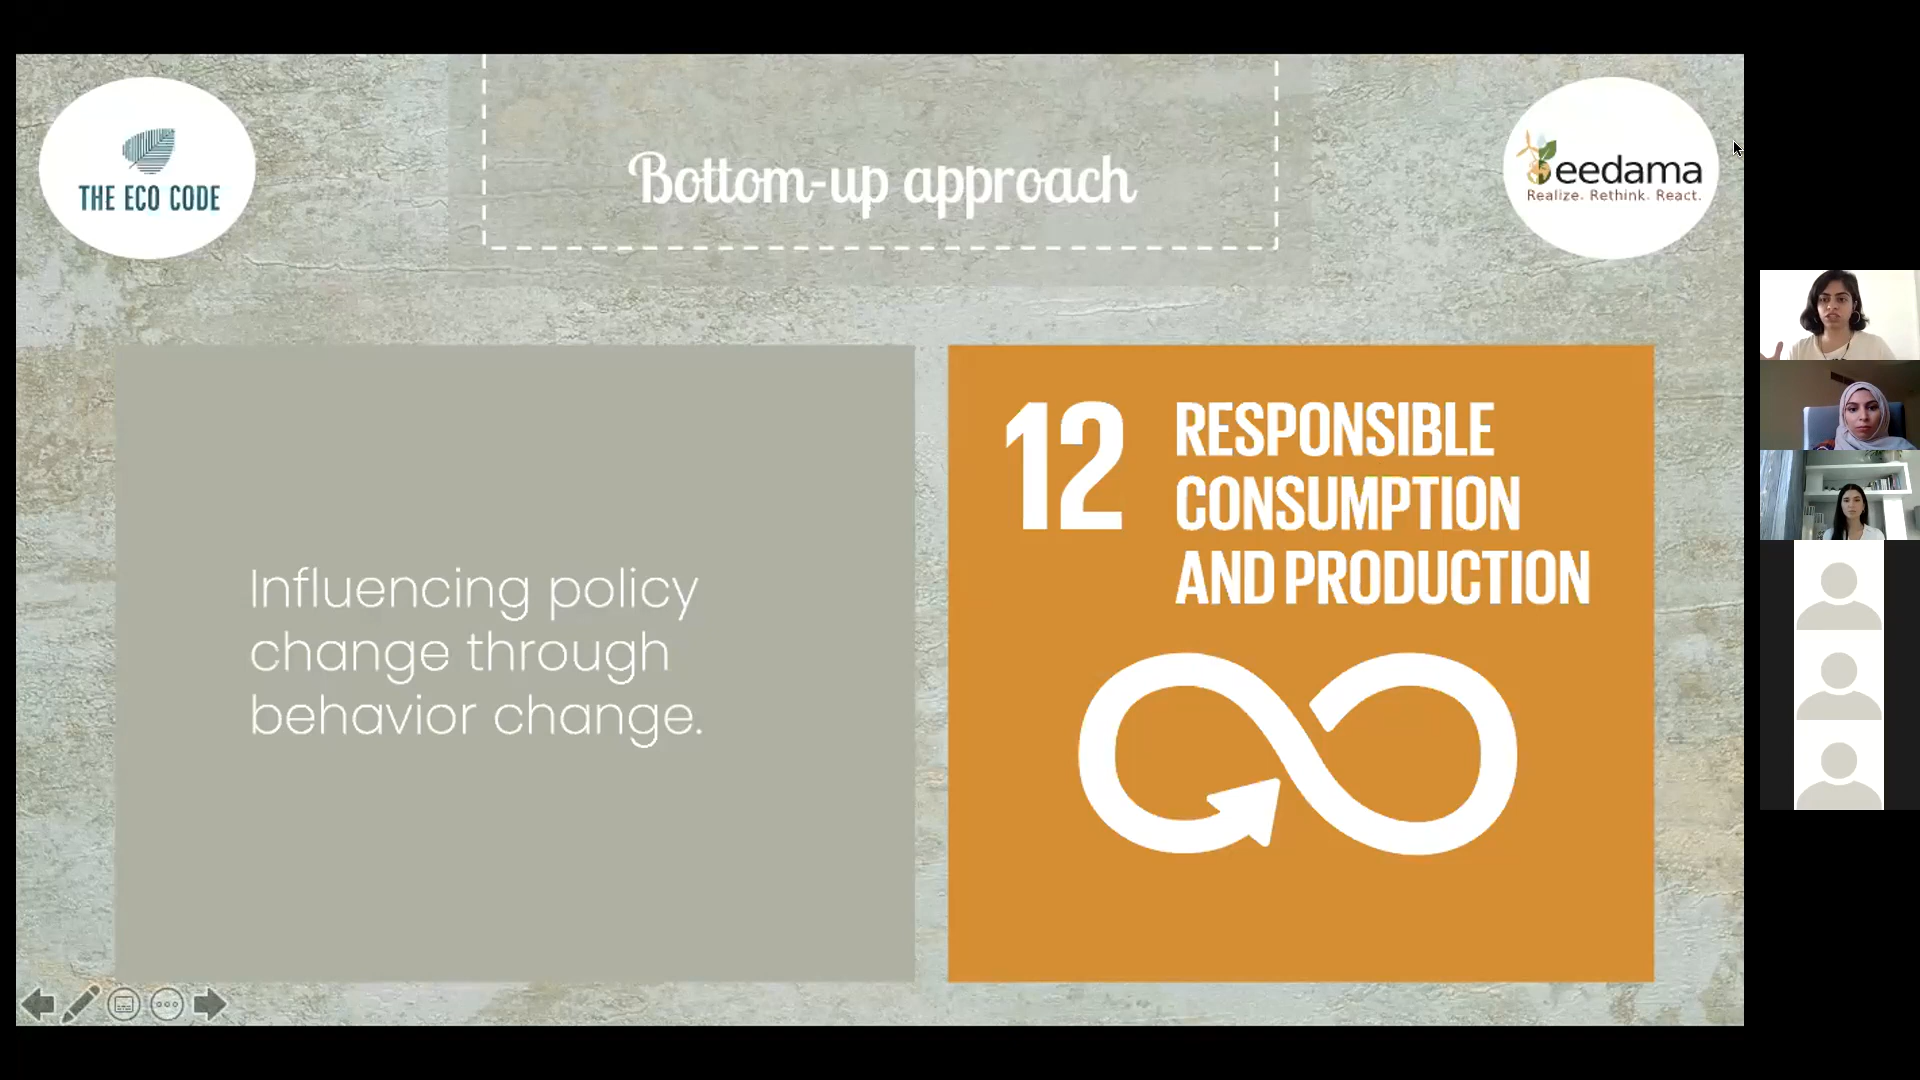 THE ECO CODE
Bottom-up approach
eedama
Realize. Rethink. React.
Influencing policy
change through
behavior change.
12 RESPONSIBLE
CONSUMPTION
AND PRODUCTION